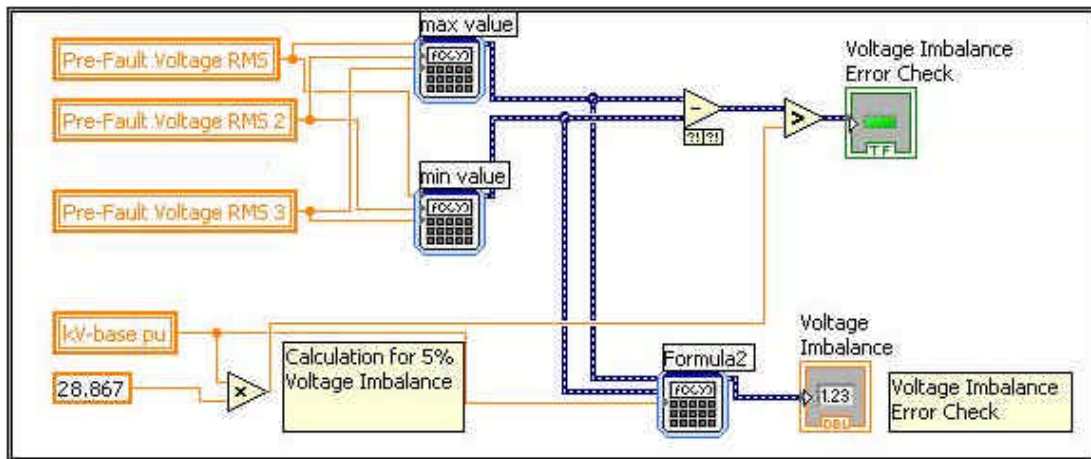 max value
Pre-Fault Voltage RMS
f(x,y)
Voltage Imbalance
Error Check
Pre-Fault Voltage RMS 2
-
?! ?!
>
TF
min value
f(x,y)
Pre-Fault Voltage RMS 3
kV-base pu
Calculation for 5%
Voltage Imbalance
Voltage
Imbalance
Formula2
28.867
×
f(x,y)
1.23
DBL
Voltage Imbalance
Error Check